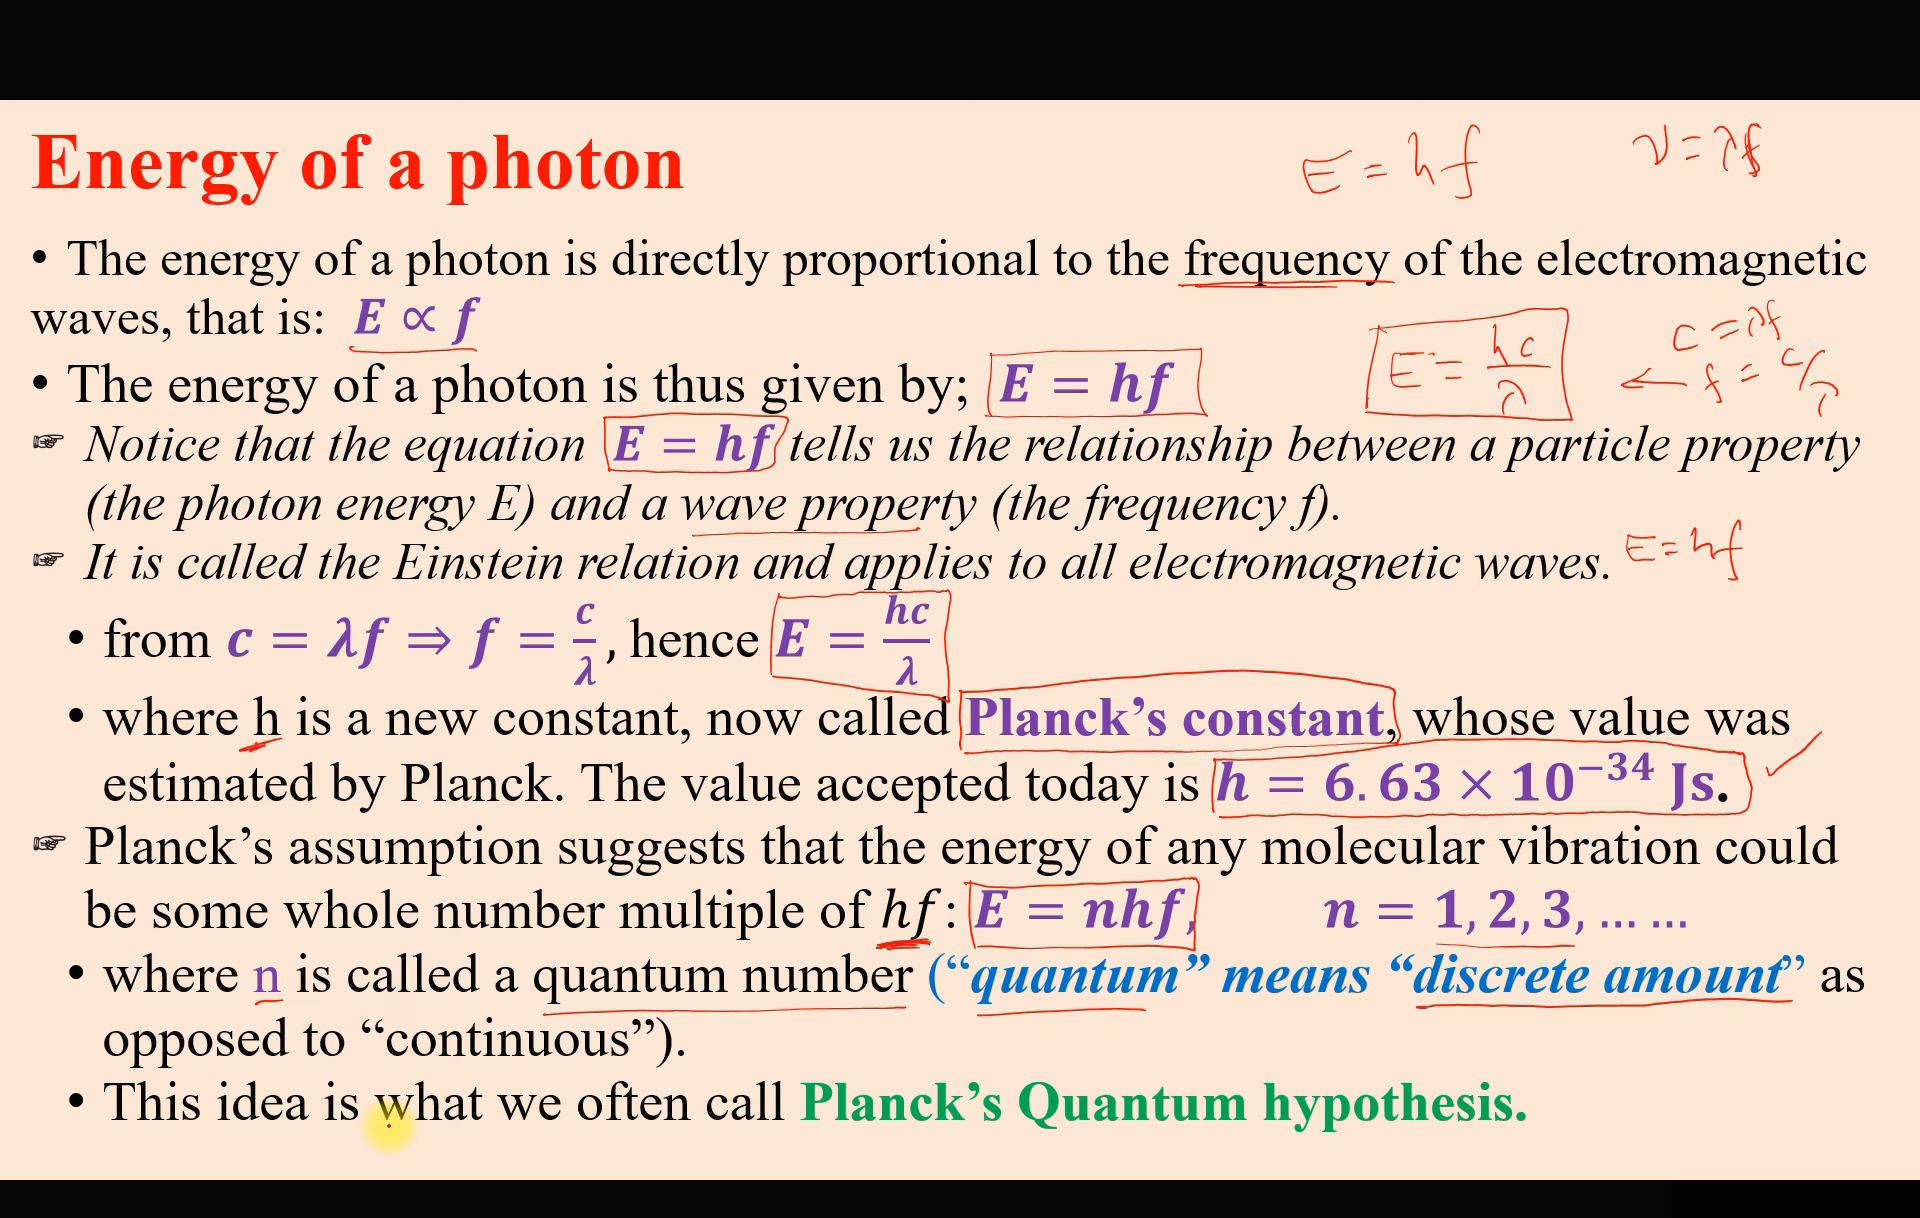 Energy of a photon
E = hf
v = λf
• The energy of a photon is directly proportional to the frequency of the electromagnetic
waves, that is: E ∝ f
c = λf
• The energy of a photon is thus given by; E = hf
E = hc/λ
← f = c/λ
☞ Notice that the equation E = hf tells us the relationship between a particle property
(the photon energy E) and a wave property (the frequency f).
☞ It is called the Einstein relation and applies to all electromagnetic waves. E = hf
• from c = λf ⇒ f = c/λ, hence E = hc/λ
• where h is a new constant, now called Planck’s constant, whose value was
estimated by Planck. The value accepted today is h = 6.63 × 10⁻³⁴ Js.
☞ Planck’s assumption suggests that the energy of any molecular vibration could
be some whole number multiple of hf: E = nhf, n = 1, 2, 3, … …
• where n is called a quantum number (“quantum” means “discrete amount” as
opposed to “continuous”).
• This idea is what we often call Planck’s Quantum hypothesis.